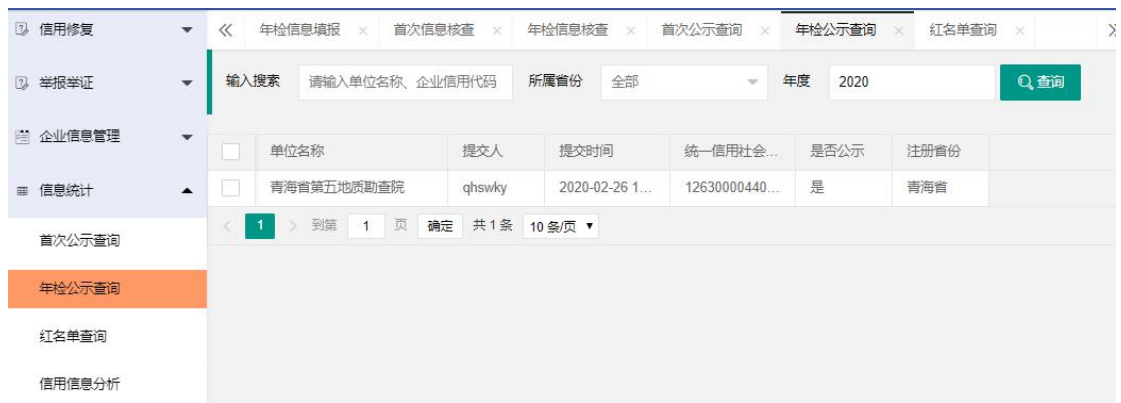 信用修复
举报举证
企业信息管理
信息统计
首次公示查询
年检公示查询
红名单查询
信用信息分析
年检信息填报 首次信息核查 年检信息核查 首次公示查询 年检公示查询 红名单查询
输入搜索 请输入单位名称、企业信用代码 所属省份 全部 年度 2020 查询
单位名称 提交人 提交时间 统一信用社会... 是否公示 注册省份
青海省第五地质勘查院 qhswky 2020-02-26 1... 12630000440... 是 青海省
1 到第 1 页 确定 共 1 条 10 条/页